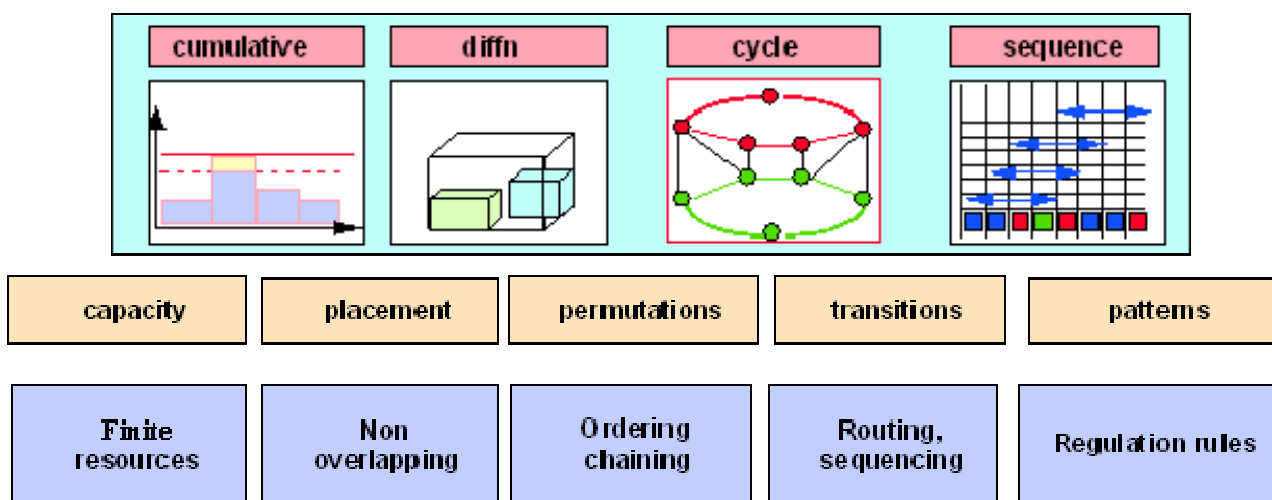 cumulative
diffn
cycle
sequence
capacity
placement
permutations
transitions
patterns
Finite
resources
Non
overlapping
Ordering
chaining
Routing,
sequencing
Regulation rules